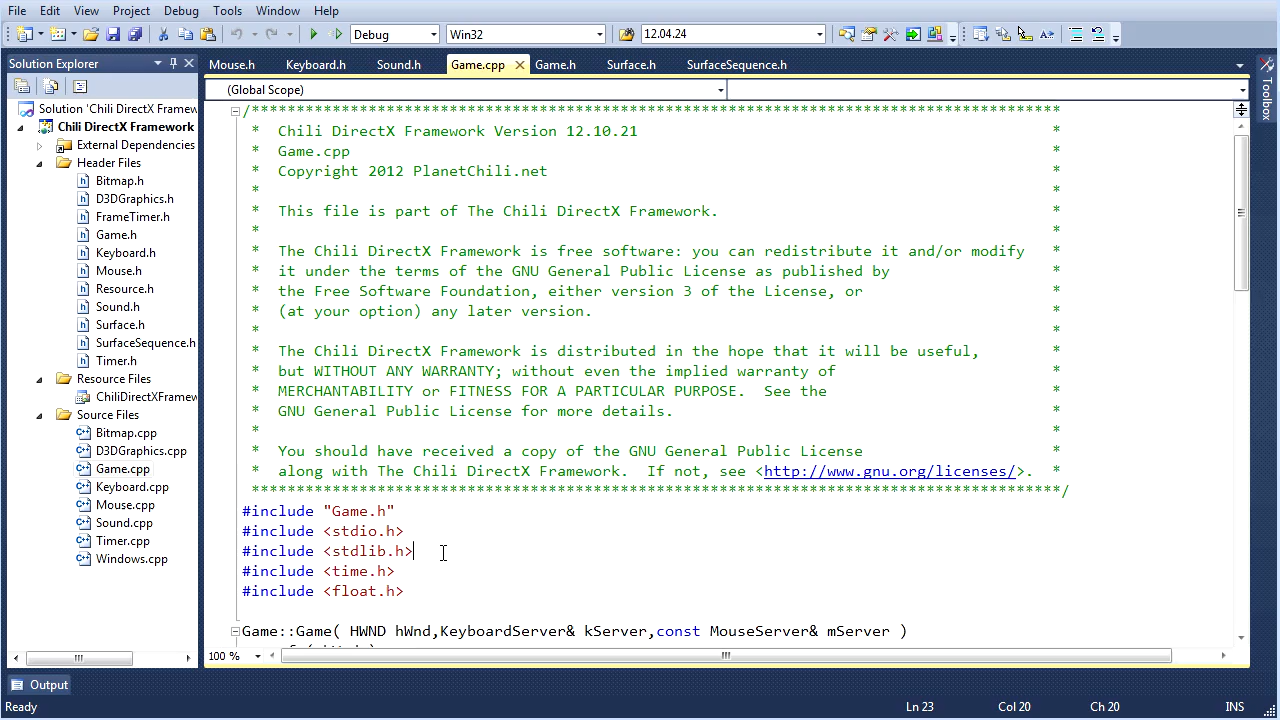 File Edit View Project Debug Tools Window Help
Debug Win32 12.04.24
Solution Explorer
Mouse.h Keyboard.h Sound.h Game.cpp Game.h Surface.h SurfaceSequence.h
Toolbox
(Global Scope)
Solution 'Chili DirectX Framew
Chili DirectX Framework
External Dependencies
Header Files
Bitmap.h
D3DGraphics.h
FrameTimer.h
Game.h
Keyboard.h
Mouse.h
Resource.h
Sound.h
Surface.h
SurfaceSequence.h
Timer.h
Resource Files
ChiliDirectXFramew
Source Files
Bitmap.cpp
D3DGraphics.cpp
Game.cpp
Keyboard.cpp
Mouse.cpp
Sound.cpp
Timer.cpp
Windows.cpp
/******************************************************************************************
* Chili DirectX Framework Version 12.10.21 *
* Game.cpp *
* Copyright 2012 PlanetChili.net *
* *
* This file is part of The Chili DirectX Framework. *
* *
* The Chili DirectX Framework is free software: you can redistribute it and/or modify *
* it under the terms of the GNU General Public License as published by *
* the Free Software Foundation, either version 3 of the License, or *
* (at your option) any later version. *
* *
* The Chili DirectX Framework is distributed in the hope that it will be useful, *
* but WITHOUT ANY WARRANTY; without even the implied warranty of *
* MERCHANTABILITY or FITNESS FOR A PARTICULAR PURPOSE. See the *
* GNU General Public License for more details. *
* *
* You should have received a copy of the GNU General Public License *
* along with The Chili DirectX Framework. If not, see <http://www.gnu.org/licenses/>. *
******************************************************************************************/
#include "Game.h"
#include <stdio.h>
#include <stdlib.h>
#include <time.h>
#include <float.h>
Game::Game( HWND hWnd,KeyboardServer& kServer,const MouseServer& mServer )
100 %
Output
Ready Ln 23 Col 20 Ch 20 INS